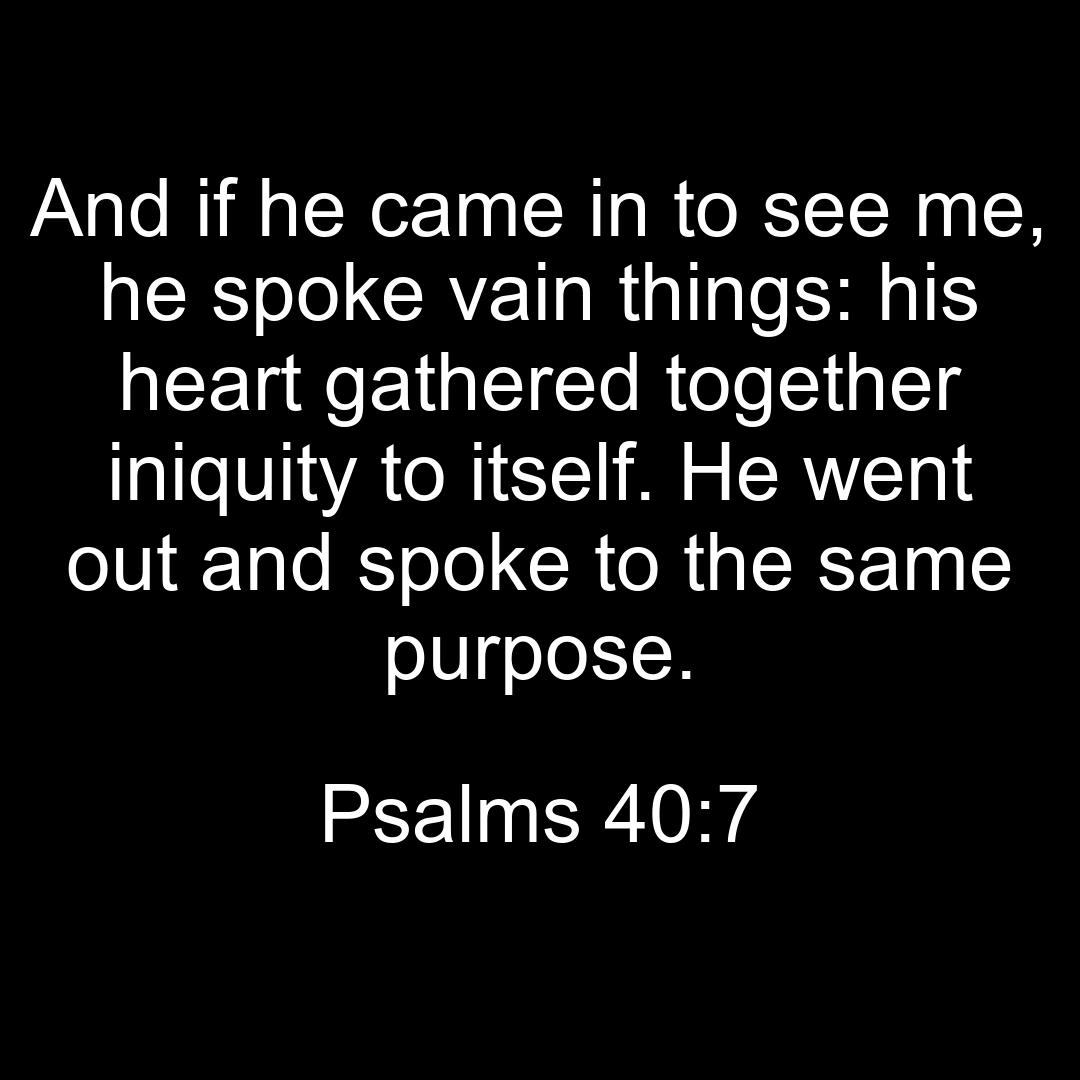 And if he came in to see me,
he spoke vain things: his
heart gathered together
iniquity to itself. He went
out and spoke to the same
purpose.
Psalms 40:7